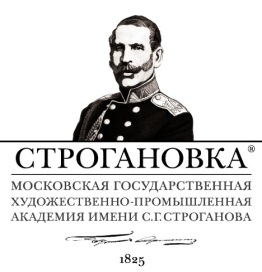 СТРОГАНОВКА®
МОСКОВСКАЯ ГОСУДАРСТВЕННАЯ
ХУДОЖЕСТВЕННО-ПРОМЫШЛЕННАЯ
АКАДЕМИЯ ИМЕНИ С.Г.СТРОГАНОВА
1825